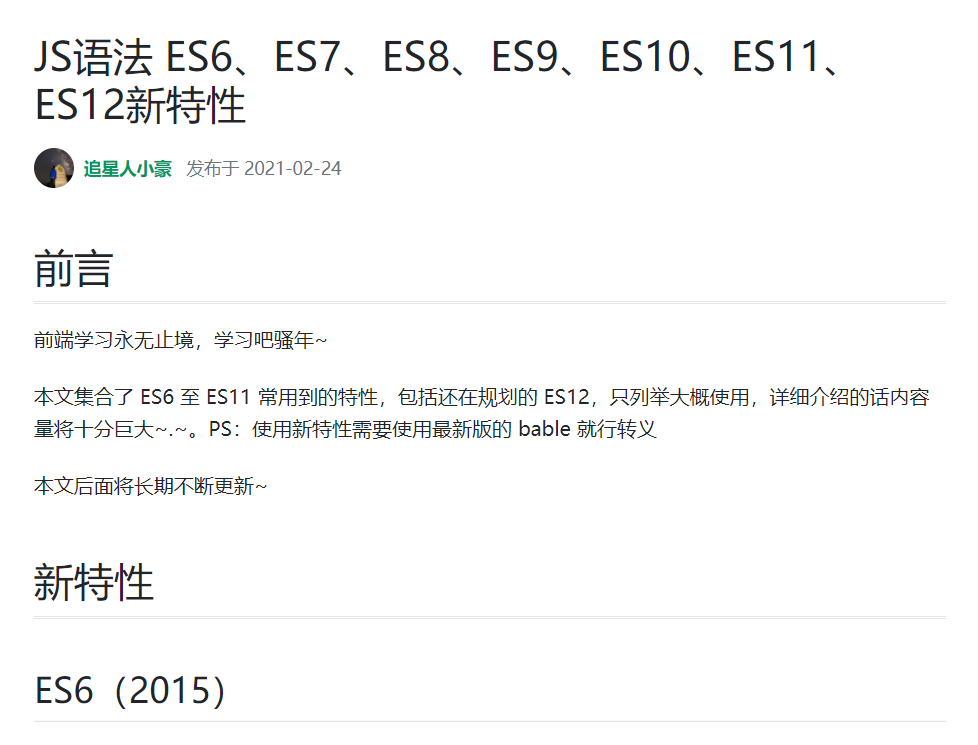 JS语法 ES6、ES7、ES8、ES9、ES10、ES11、
ES12新特性
追星人小豪 发布于 2021-02-24
前言
前端学习永无止境，学习吧骚年~
本文集合了 ES6 至 ES11 常用到的特性，包括还在规划的 ES12，只列举大概使用，详细介绍的话内容
量将十分巨大~.~。PS：使用新特性需要使用最新版的 bable 就行转义
本文后面将长期不断更新~
新特性
ES6（2015）